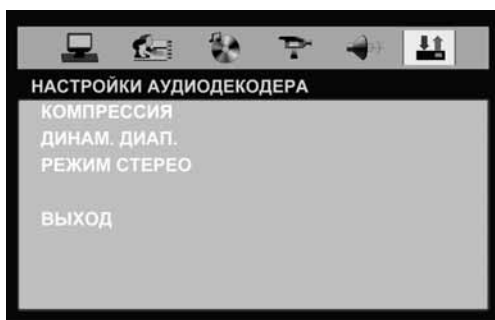 НАСТРОЙКИ АУДИОДЕКОДЕРА
КОМПРЕССИЯ
ДИНАМ. ДИАП.
РЕЖИМ СТЕРЕО
ВЫХОД